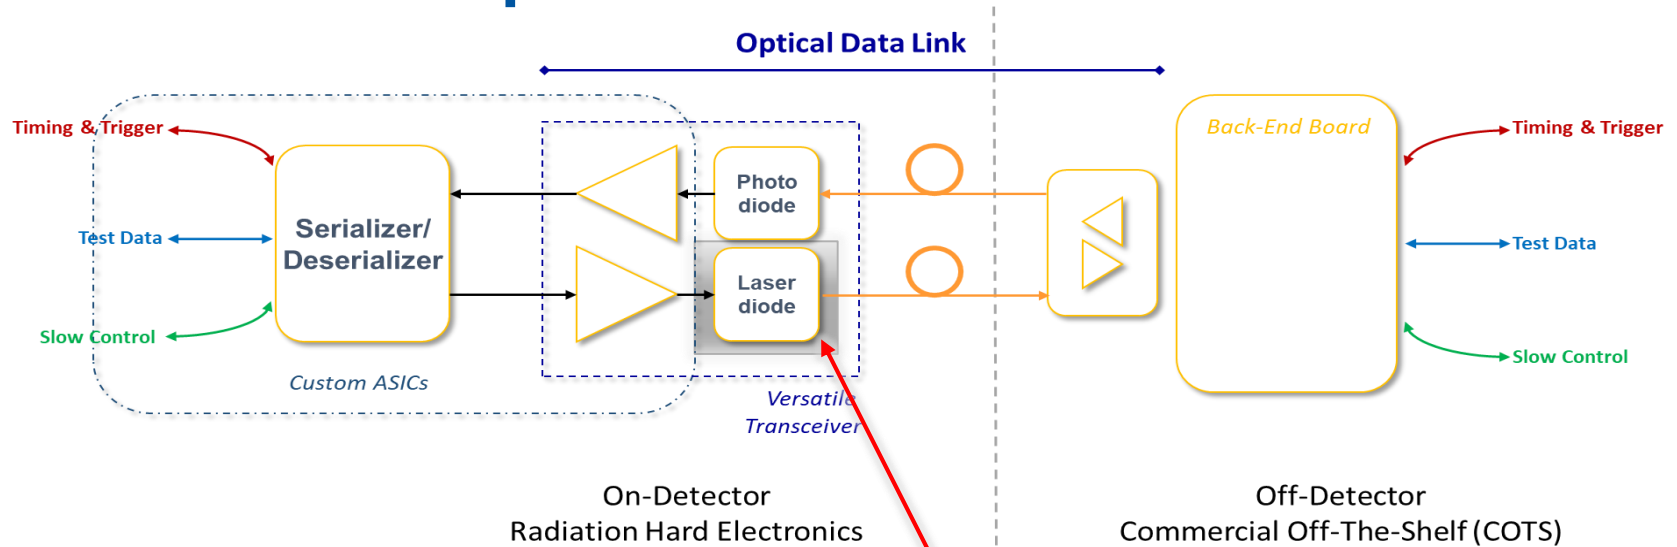 Optical Data Link
Timing & Trigger
Test Data
Slow Control
Serializer/
Deserializer
Custom ASICs
Photo
diode
Laser
diode
Versatile
Transceiver
Back-End Board
Timing & Trigger
Test Data
Slow Control
On-Detector
Radiation Hard Electronics
Off-Detector
Commercial Off-The-Shelf (COTS)